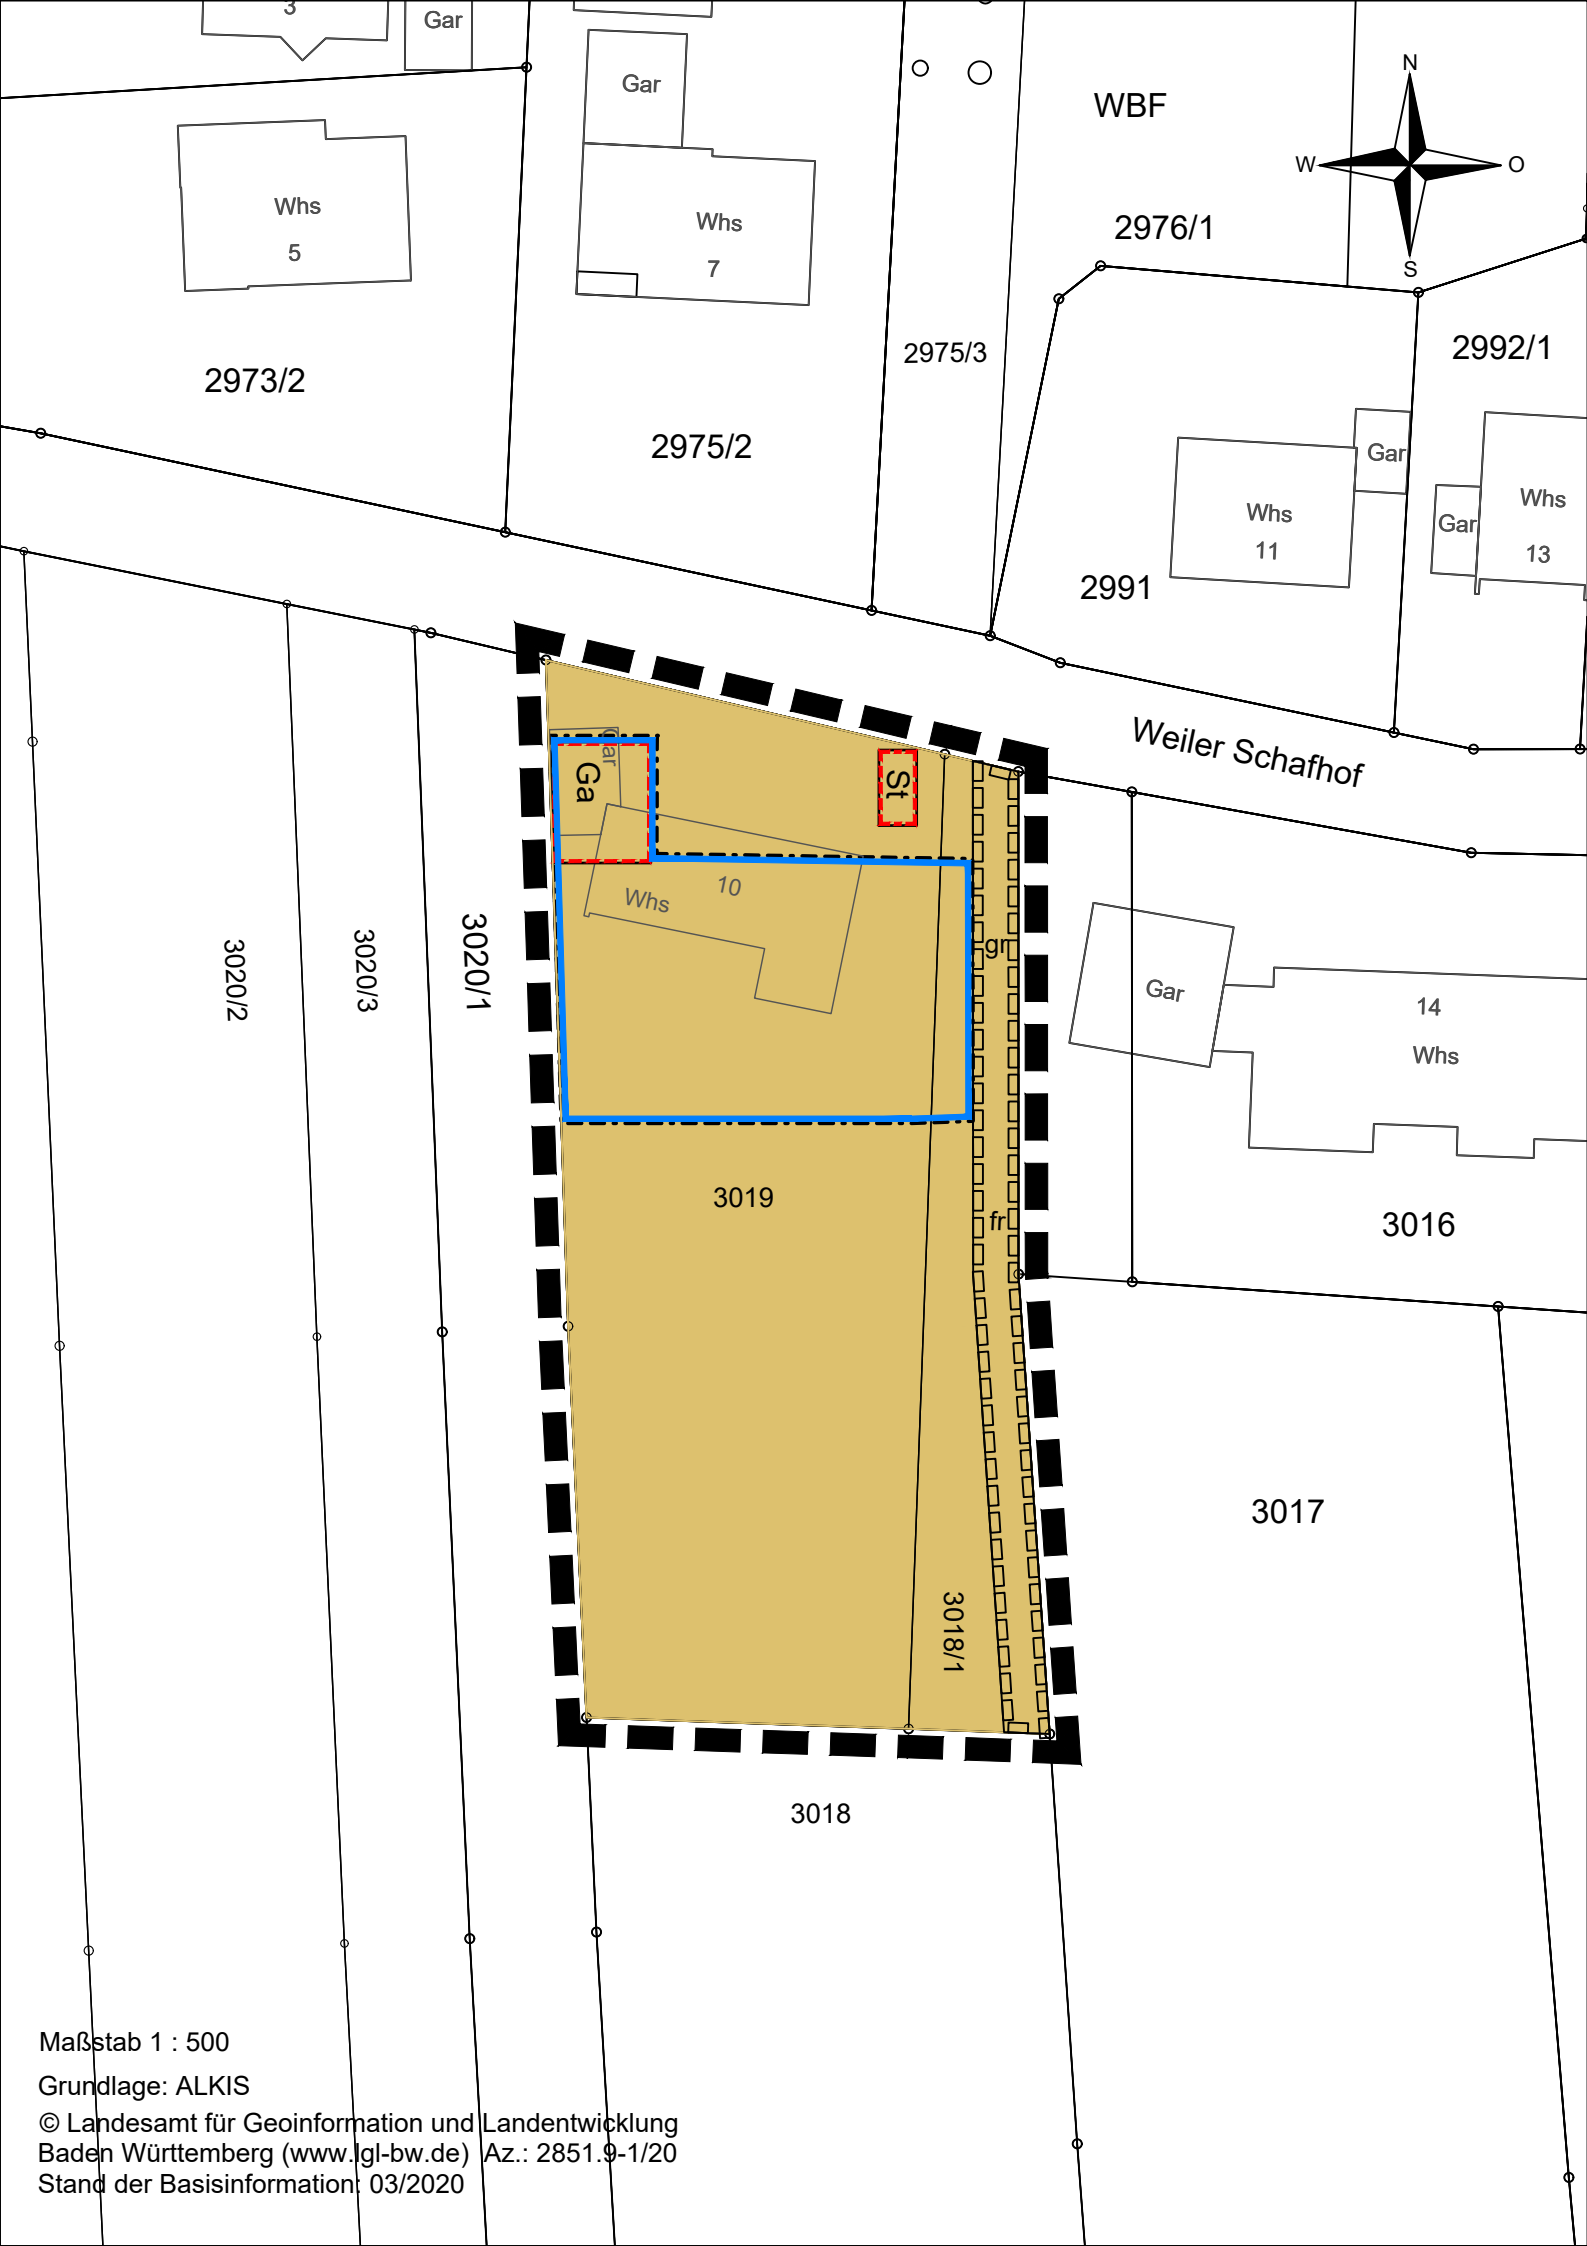 3
Gar
Gar
WBF
N
W
O
S
Whs
5
Whs
7
2976/1
2973/2
2975/2
2975/3
2992/1
Gar
Whs
11
Gar
Whs
13
2991
Weiler Schafhof
Gar
Ga
St
10
Whs
gr
fr
3020/2
3020/3
3020/1
Gar
14
Whs
3019
3016
3017
3018/1
3018
Maßstab 1 : 500
Grundlage: ALKIS
© Landesamt für Geoinformation und Landentwicklung
Baden Württemberg (www.lgl-bw.de) Az.: 2851.9-1/20
Stand der Basisinformation: 03/2020